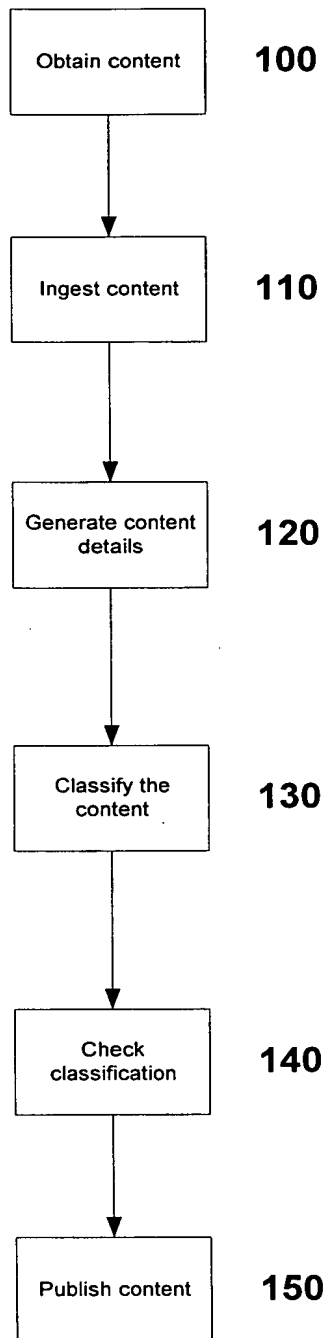 Obtain content 100
Ingest content 110
Generate content 120
details
Classify the 130
content
Check 140
classification
Publish content 150